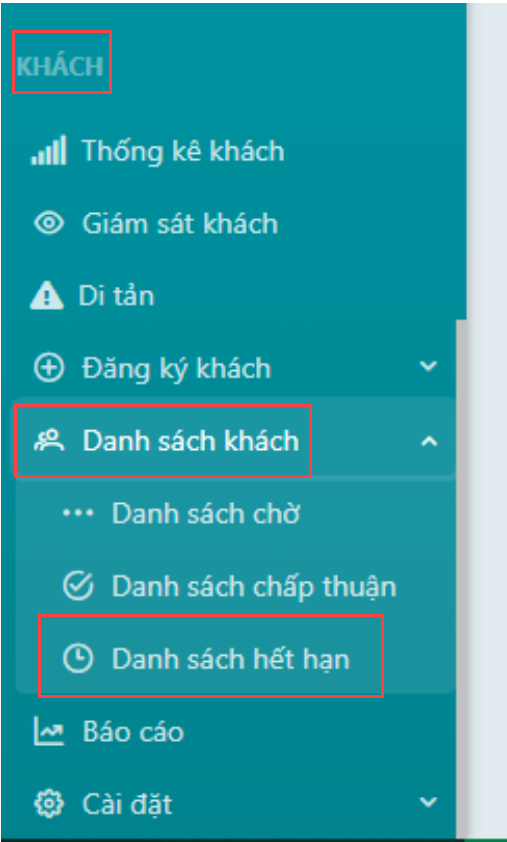 KHÁCH
Thống kê khách
Giám sát khách
Di tản
Đăng ký khách
Danh sách khách
Danh sách chờ
Danh sách chấp thuận
Danh sách hết hạn
Báo cáo
Cài đặt